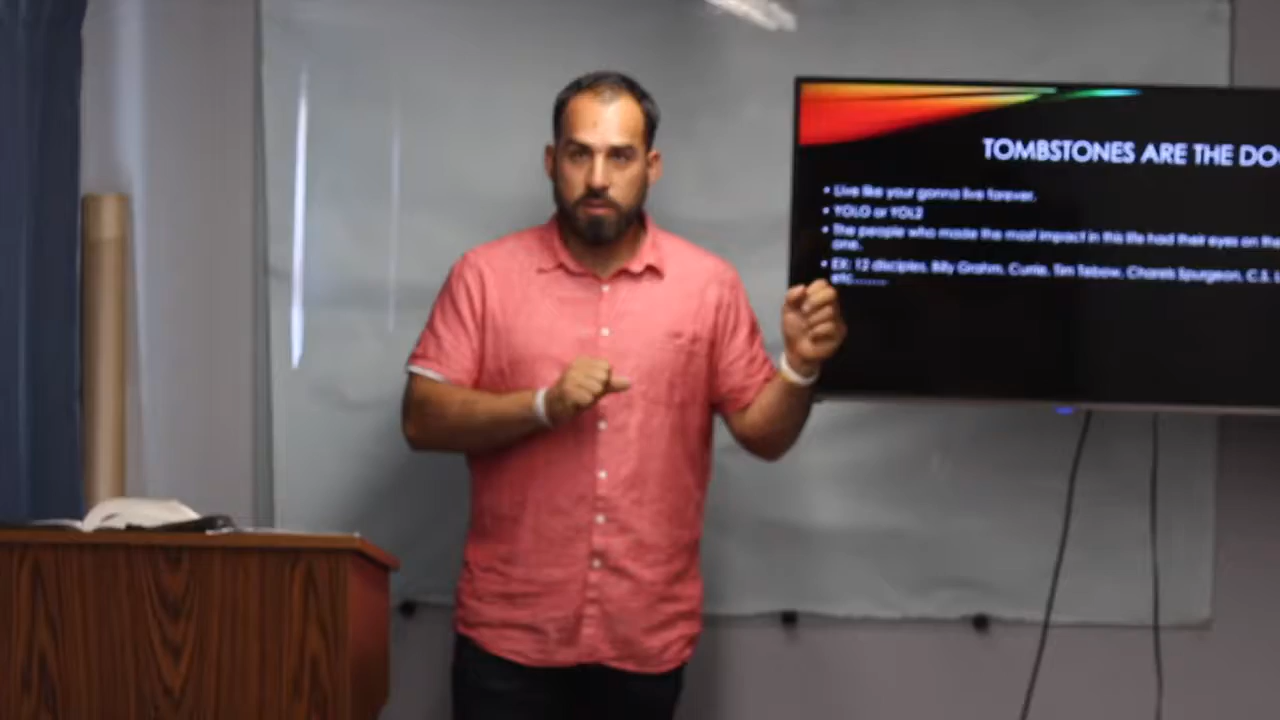 TOMBSTONES ARE THE DO
• Live like your gonna live forever.
• YOLO or YOL2
• The people who made the most impact in this life had their eyes on the
one.
• EX: 12 disciples, Billy Grahm, Currie, Tim Tebow, Charels Spurgeon, C.S.
etc........